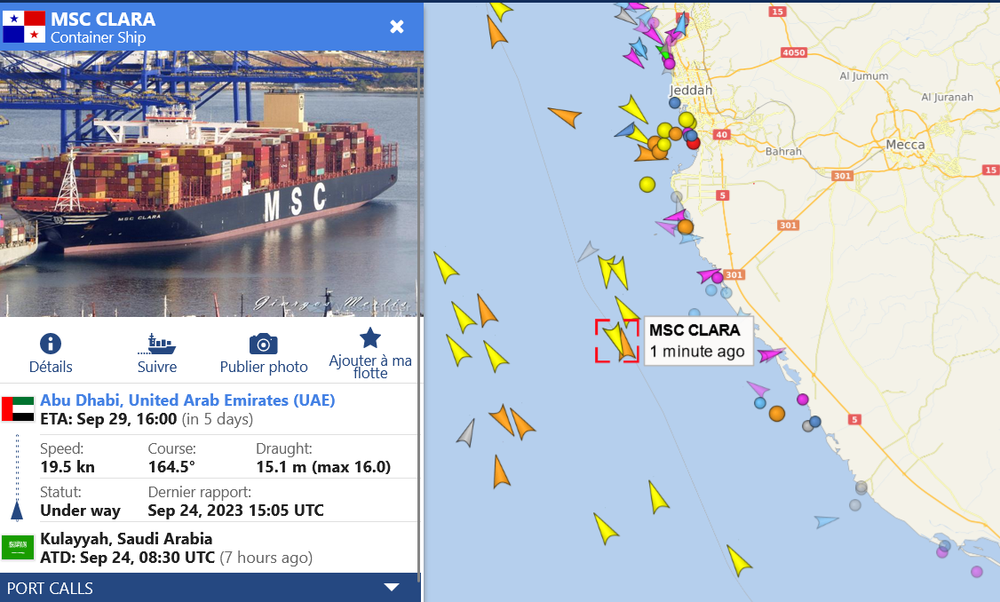 MSC CLARA
Container Ship
MSC
MSC CLARA
Détails
Suivre
Publier photo
Ajouter à ma
flotte
Abu Dhabi, United Arab Emirates (UAE)
ETA: Sep 29, 16:00 (in 5 days)
Speed:
Course:
Draught:
19.5 kn
164.5°
15.1 m (max 16.0)
Statut:
Dernier rapport:
Under way
Sep 24, 2023 15:05 UTC
Kulayyah, Saudi Arabia
ATD: Sep 24, 08:30 UTC (7 hours ago)
PORT CALLS
15
4050
Al Jumum
Jeddah
Al Juranah
40
Mecca
Bahrah
15
301
5
301
301
MSC CLARA
1 minute ago
5